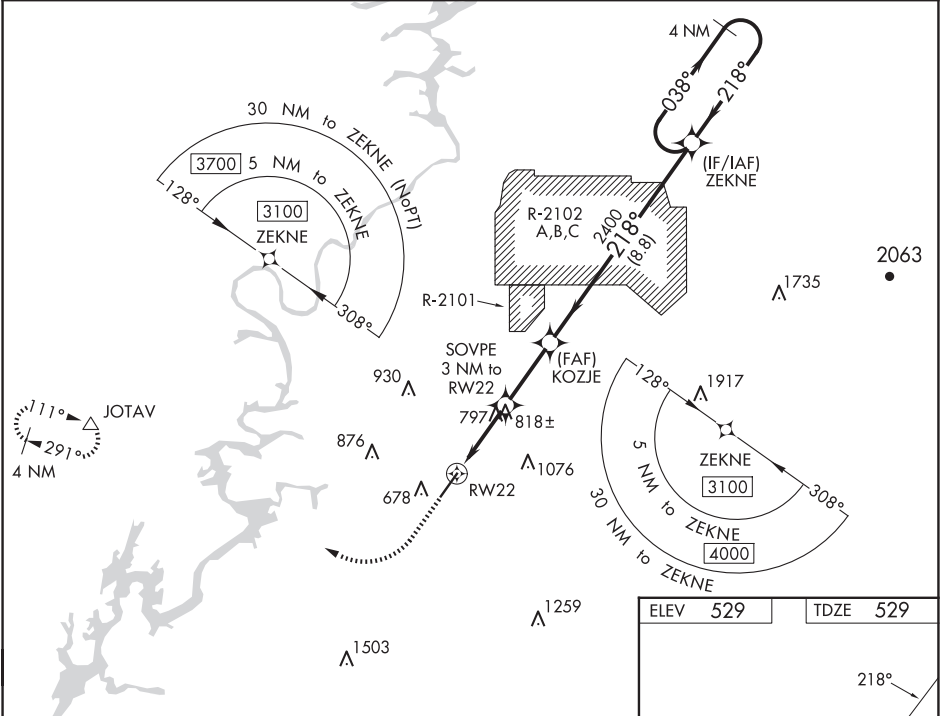 4 NM
038°
218°
(IF/IAF)
ZEKNE
30 NM to ZEKNE (NoPT)
3700 5 NM to ZEKNE
128°
3100
ZEKNE
308°
R-2102
A,B,C
2400
218°
(8.8)
2063
1735
R-2101
SOVPE
3 NM to
RW22
(FAF)
KOZJE
930
797
818±
128°
1917
111°
JOTAV
291°
4 NM
876
1076
ZEKNE
3100
308°
5 NM to ZEKNE
4000
30 NM to ZEKNE
678
RW22
1259
1503
ELEV 529
TDZE 529
218°